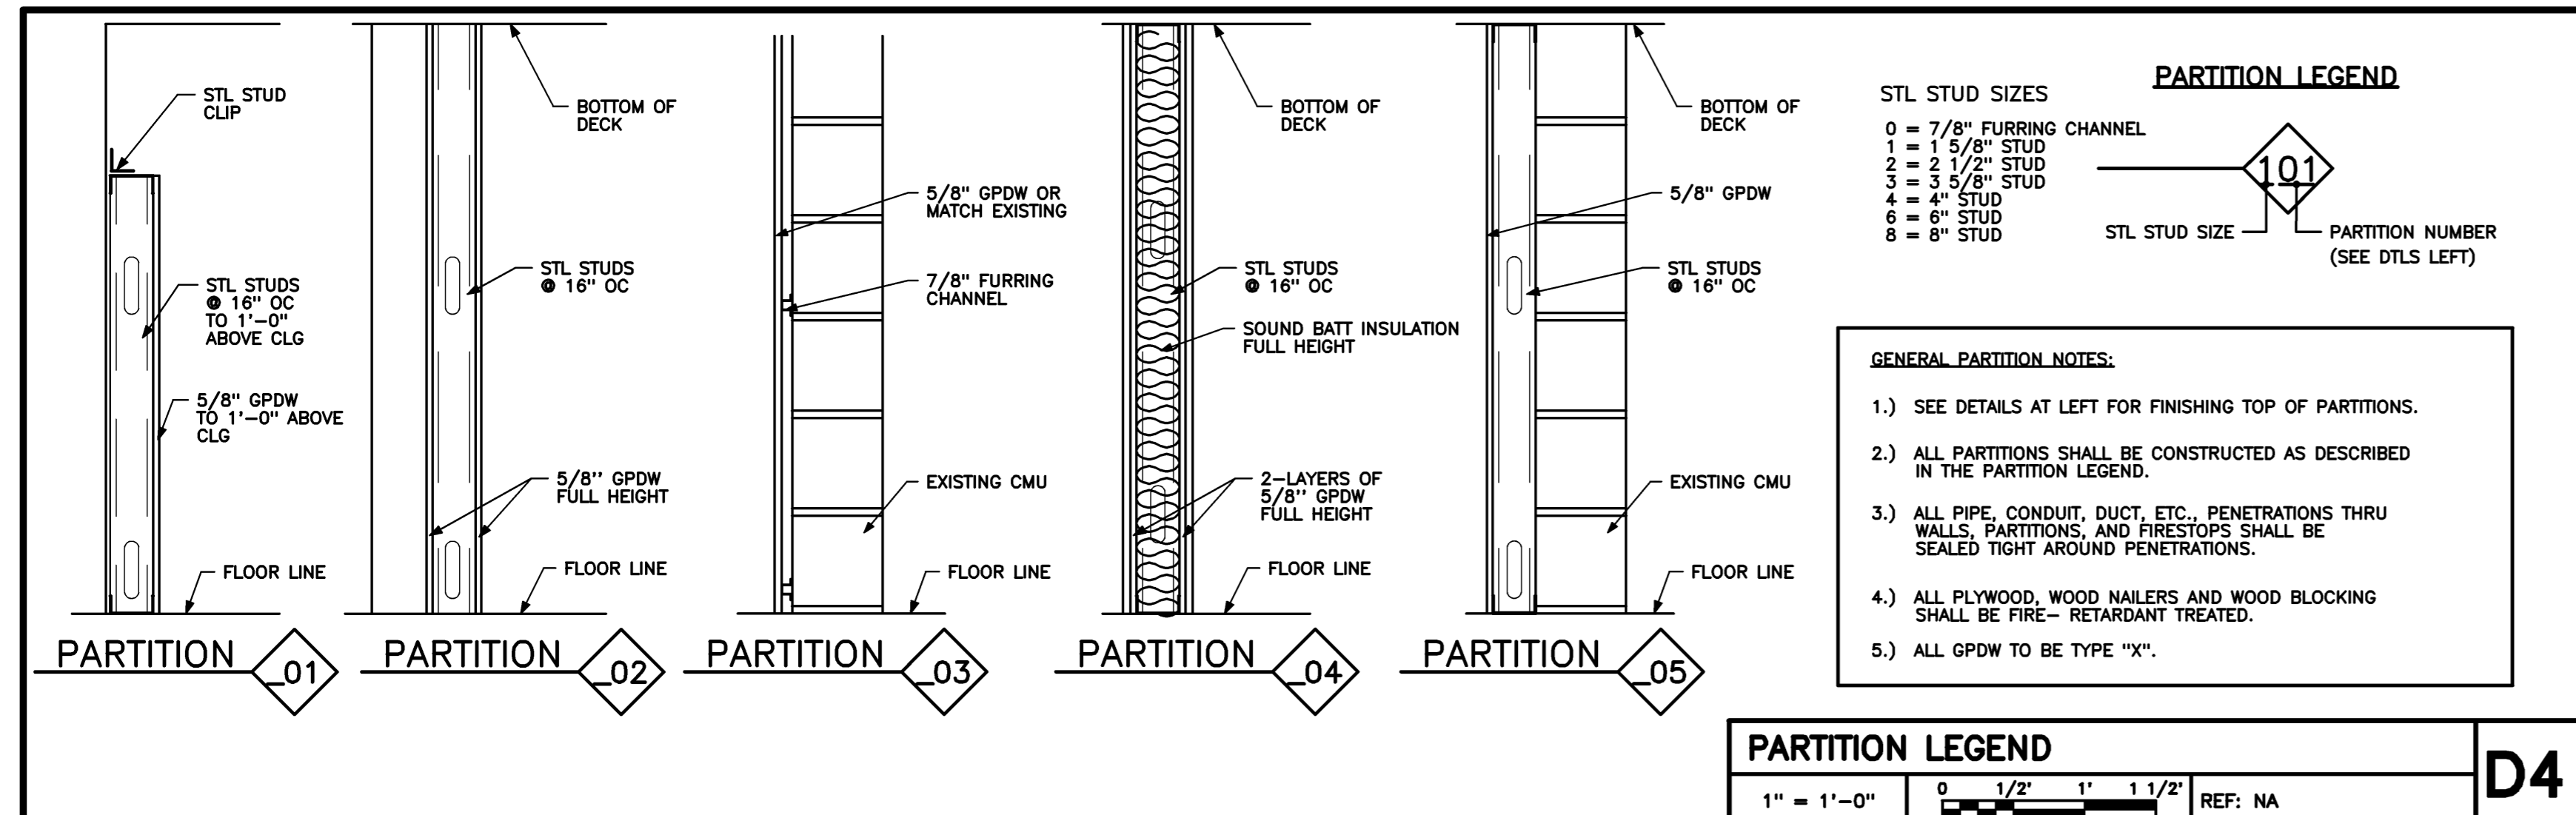 STL STUD
CLIP
STL STUDS
@ 16" OC
TO 1'-0"
ABOVE CLG
5/8" GPDW
TO 1'-0" ABOVE
CLG
FLOOR LINE
PARTITION _01
BOTTOM OF
DECK
STL STUDS
@ 16" OC
5/8'' GPDW
FULL HEIGHT
FLOOR LINE
PARTITION _02
5/8" GPDW OR
MATCH EXISTING
7/8" FURRING
CHANNEL
EXISTING CMU
FLOOR LINE
PARTITION _03
BOTTOM OF
DECK
STL STUDS
@ 16" OC
SOUND BATT INSULATION
FULL HEIGHT
2-LAYERS OF
5/8'' GPDW
FULL HEIGHT
FLOOR LINE
PARTITION _04
BOTTOM OF
DECK
5/8" GPDW
STL STUDS
@ 16" OC
EXISTING CMU
FLOOR LINE
PARTITION _05
PARTITION LEGEND
STL STUD SIZES
0 = 7/8" FURRING CHANNEL
1 = 1 5/8" STUD
2 = 2 1/2" STUD
3 = 3 5/8" STUD
4 = 4" STUD
6 = 6" STUD
8 = 8" STUD
101
STL STUD SIZE
PARTITION NUMBER
(SEE DTLS LEFT)
GENERAL PARTITION NOTES:
1.) SEE DETAILS AT LEFT FOR FINISHING TOP OF PARTITIONS.
2.) ALL PARTITIONS SHALL BE CONSTRUCTED AS DESCRIBED
IN THE PARTITION LEGEND.
3.) ALL PIPE, CONDUIT, DUCT, ETC., PENETRATIONS THRU
WALLS, PARTITIONS, AND FIRESTOPS SHALL BE
SEALED TIGHT AROUND PENETRATIONS.
4.) ALL PLYWOOD, WOOD NAILERS AND WOOD BLOCKING
SHALL BE FIRE- RETARDANT TREATED.
5.) ALL GPDW TO BE TYPE "X".
PARTITION LEGEND
D4
1" = 1'-0"
0 1/2' 1' 1 1/2'
REF: NA